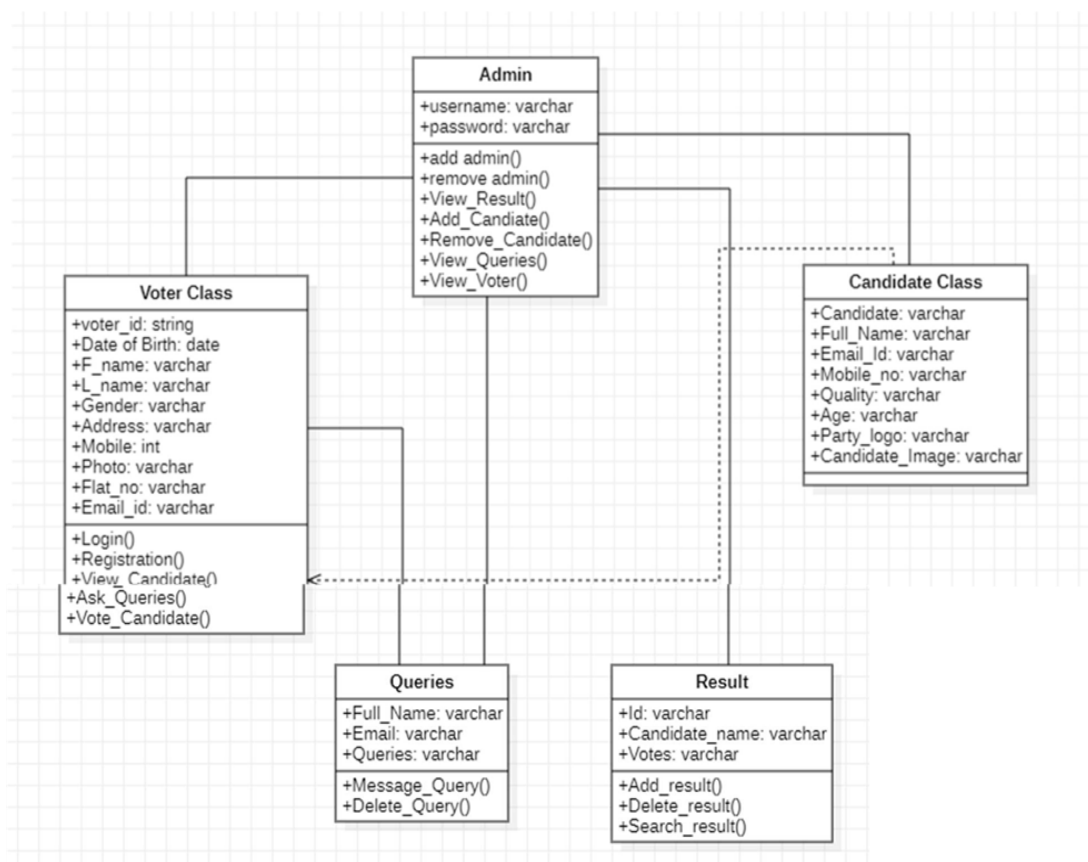 Admin
+username: varchar
+password: varchar
+add admin()
+remove admin()
+View_Result()
+Add_Candiate()
+Remove_Candidate()
+View_Queries()
+View_Voter()
Voter Class
+voter_id: string
+Date of Birth: date
+F_name: varchar
+L_name: varchar
+Gender: varchar
+Address: varchar
+Mobile: int
+Photo: varchar
+Flat_no: varchar
+Email_id: varchar
+Login()
+Registration()
+View_Candidate()
+Ask_Queries()
+Vote_Candidate()
Candidate Class
+Candidate: varchar
+Full_Name: varchar
+Email_Id: varchar
+Mobile_no: varchar
+Quality: varchar
+Age: varchar
+Party_logo: varchar
+Candidate_Image: varchar
Queries
+Full_Name: varchar
+Email: varchar
+Queries: varchar
+Message_Query()
+Delete_Query()
Result
+Id: varchar
+Candidate_name: varchar
+Votes: varchar
+Add_result()
+Delete_result()
+Search_result()